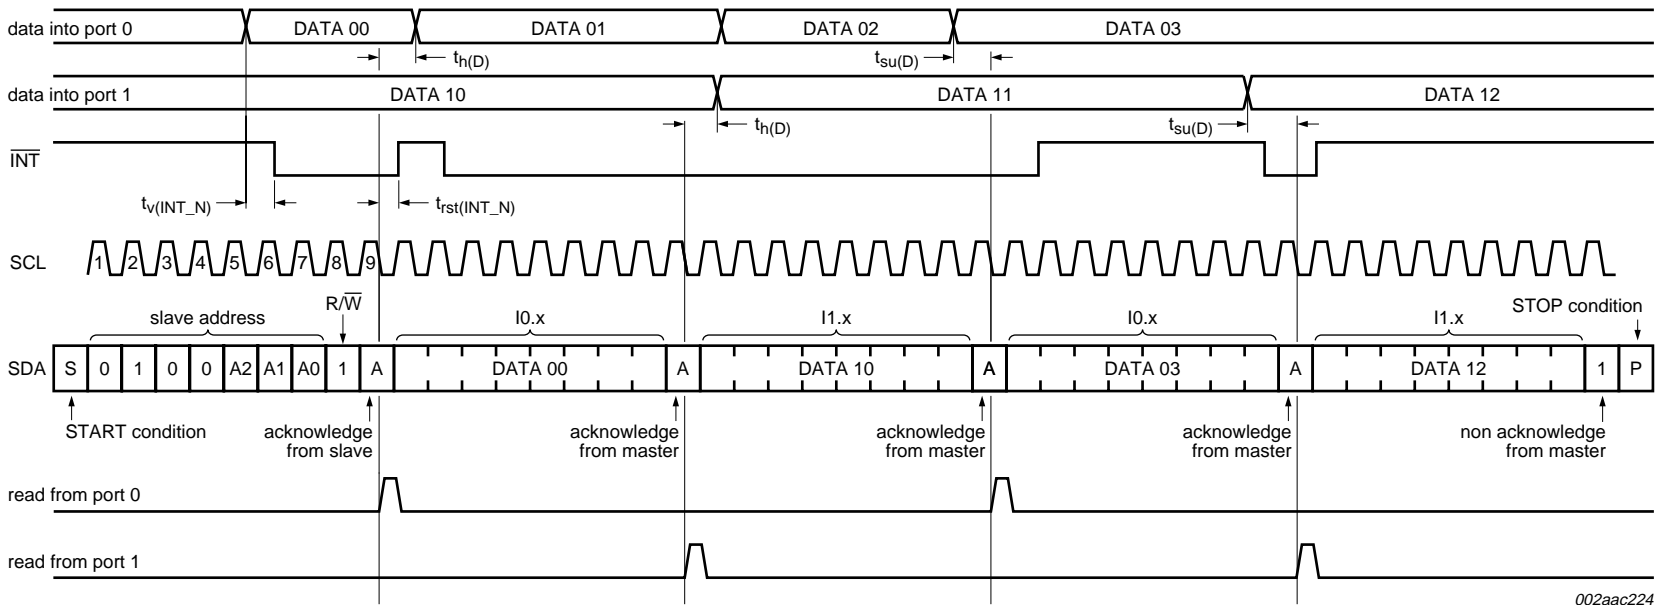 data into port 0 DATA 00 DATA 01 DATA 02 DATA 03
th(D) tsu(D)
data into port 1 DATA 10 DATA 11 DATA 12
th(D) tsu(D)
INT
tv(INT_N) trst(INT_N)
SCL 1 2 3 4 5 6 7 8 9
R/W STOP condition
slave address I0.x I1.x I0.x I1.x
SDA S 0 1 0 0 A2 A1 A0 1 A DATA 00 A DATA 10 A DATA 03 A DATA 12 1 P
START condition acknowledge acknowledge acknowledge acknowledge non acknowledge
from slave from master from master from master from master
read from port 0
read from port 1
002aac224